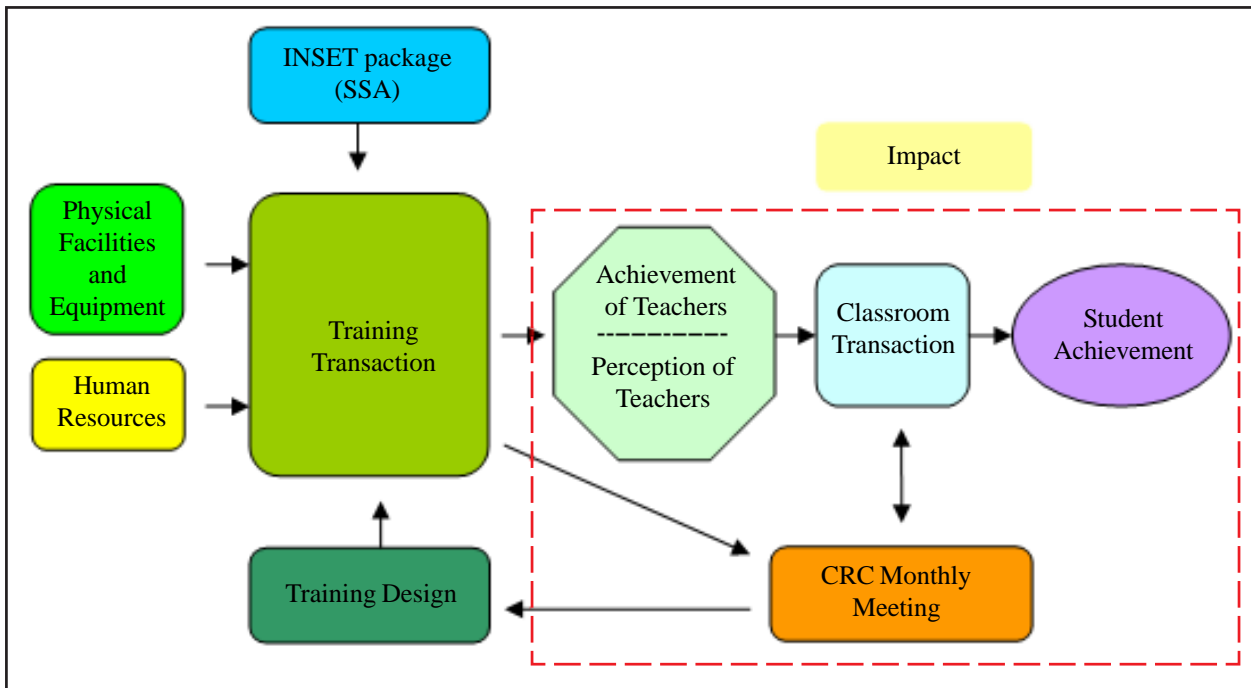 INSET package
(SSA)
Impact
Physical
Facilities
and
Equipment
Human
Resources
Training
Transaction
Achievement
of Teachers
Perception of
Teachers
Classroom
Transaction
Student
Achievement
Training Design
CRC Monthly
Meeting